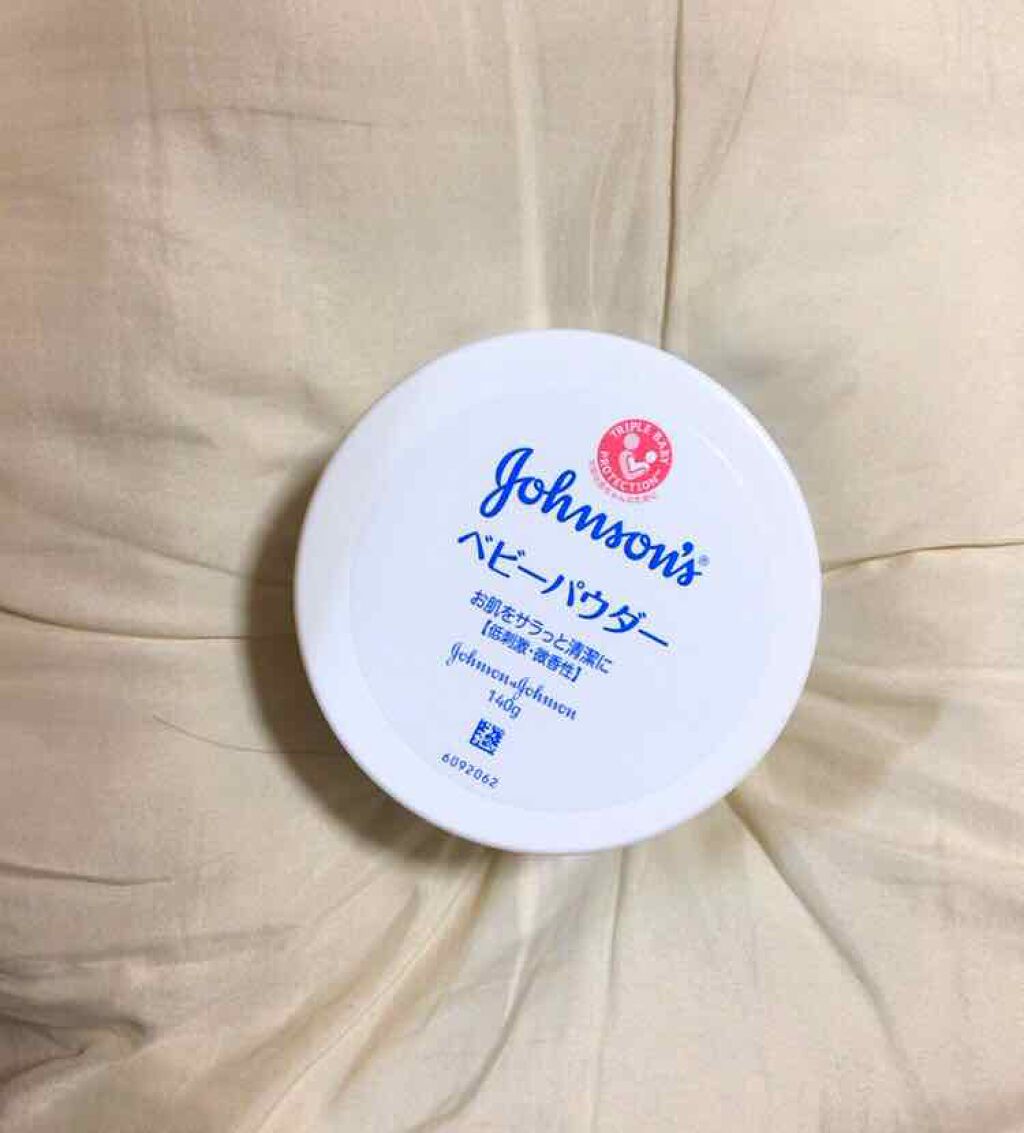 TRIPLE BABY
PROTECTION™
Johnson's®
ベビーパウダー
お肌をサラっと清潔に
【低刺激・微香性】
Johnson&Johnson
140g
6092062